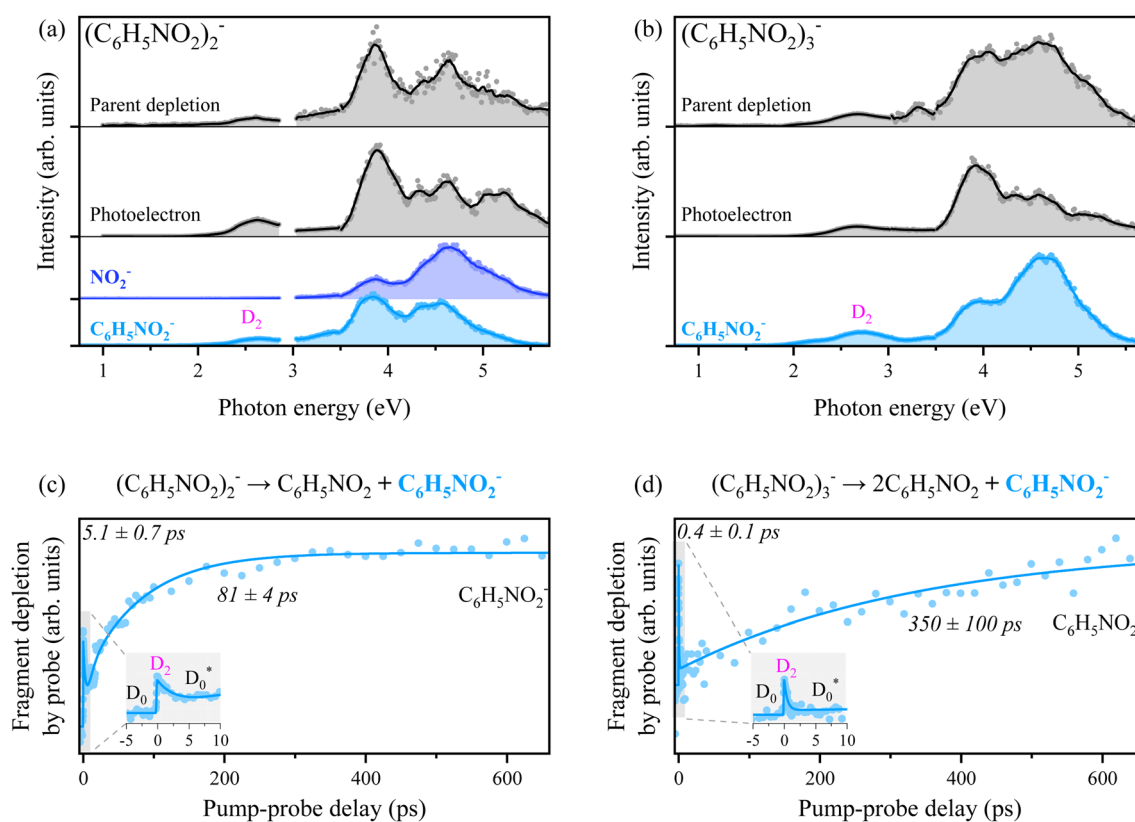 (a)
(C₆H₅NO₂)₂⁻
Intensity (arb. units)
Parent depletion
Photoelectron
NO₂⁻
D₂
C₆H₅NO₂⁻
1 2 3 4 5
Photon energy (eV)
(b)
(C₆H₅NO₂)₃⁻
Intensity (arb. units)
Parent depletion
Photoelectron
D₂
C₆H₅NO₂⁻
1 2 3 4 5
Photon energy (eV)
(c) (C₆H₅NO₂)₂⁻ → C₆H₅NO₂ + C₆H₅NO₂⁻
Fragment depletion
by probe (arb. units)
5.1 ± 0.7 ps
81 ± 4 ps
C₆H₅NO₂⁻
D₂
D₀ D₀*
-5 0 5 10
0 200 400 600
Pump-probe delay (ps)
(d) (C₆H₅NO₂)₃⁻ → 2C₆H₅NO₂ + C₆H₅NO₂⁻
Fragment depletion
by probe (arb. units)
0.4 ± 0.1 ps
350 ± 100 ps
C₆H₅NO₂⁻
D₂
D₀ D₀*
-5 0 5 10
0 200 400 600
Pump-probe delay (ps)